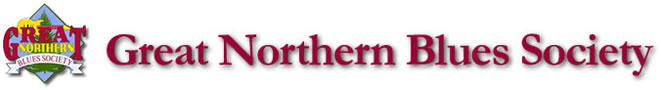 GREAT
NORTHERN
BLUES SOCIETY
Great Northern Blues Society